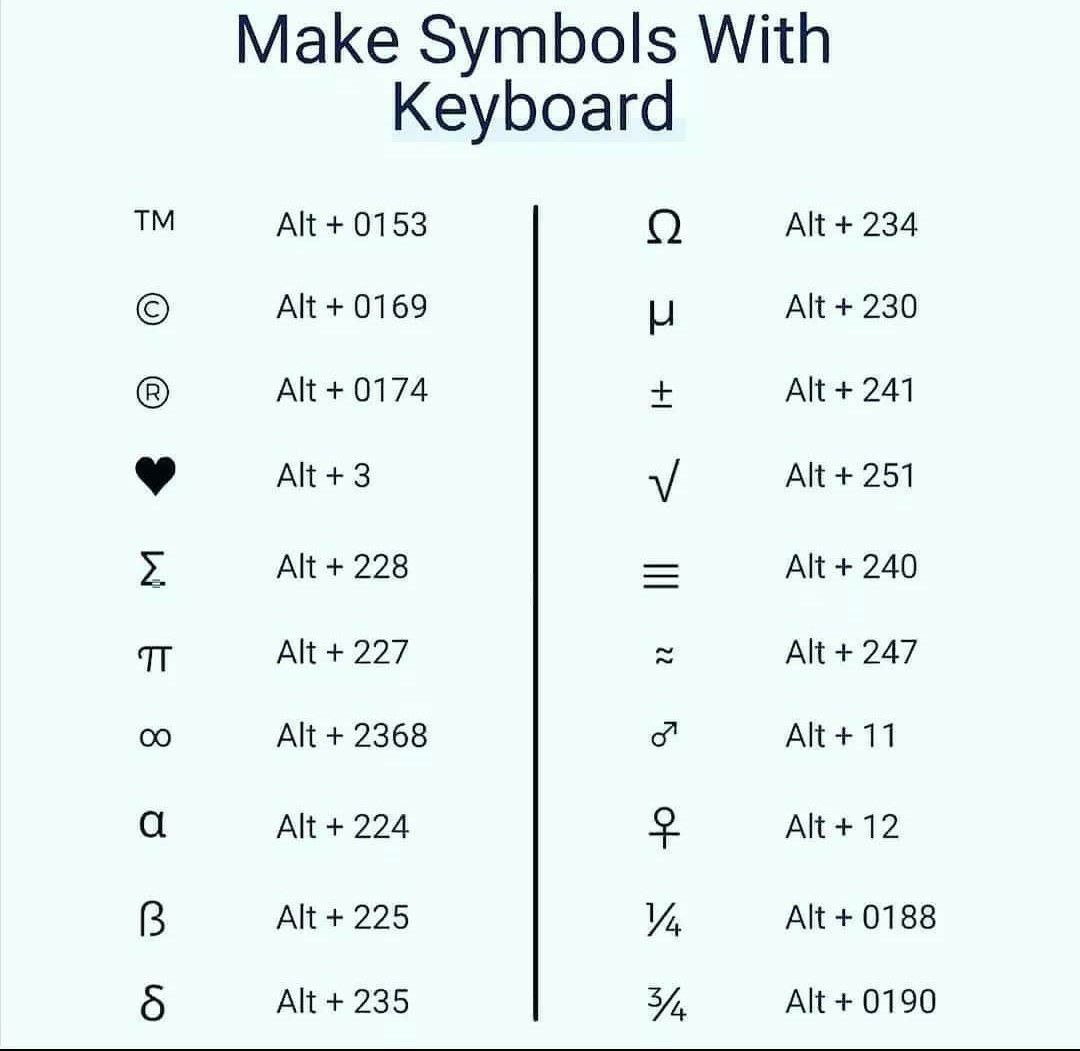 Make Symbols With
Keyboard
™ Alt + 0153
© Alt + 0169
® Alt + 0174
♥ Alt + 3
Σ Alt + 228
π Alt + 227
∞ Alt + 2368
α Alt + 224
ß Alt + 225
δ Alt + 235
Ω Alt + 234
µ Alt + 230
± Alt + 241
√ Alt + 251
≡ Alt + 240
≈ Alt + 247
♂ Alt + 11
♀ Alt + 12
¼ Alt + 0188
¾ Alt + 0190